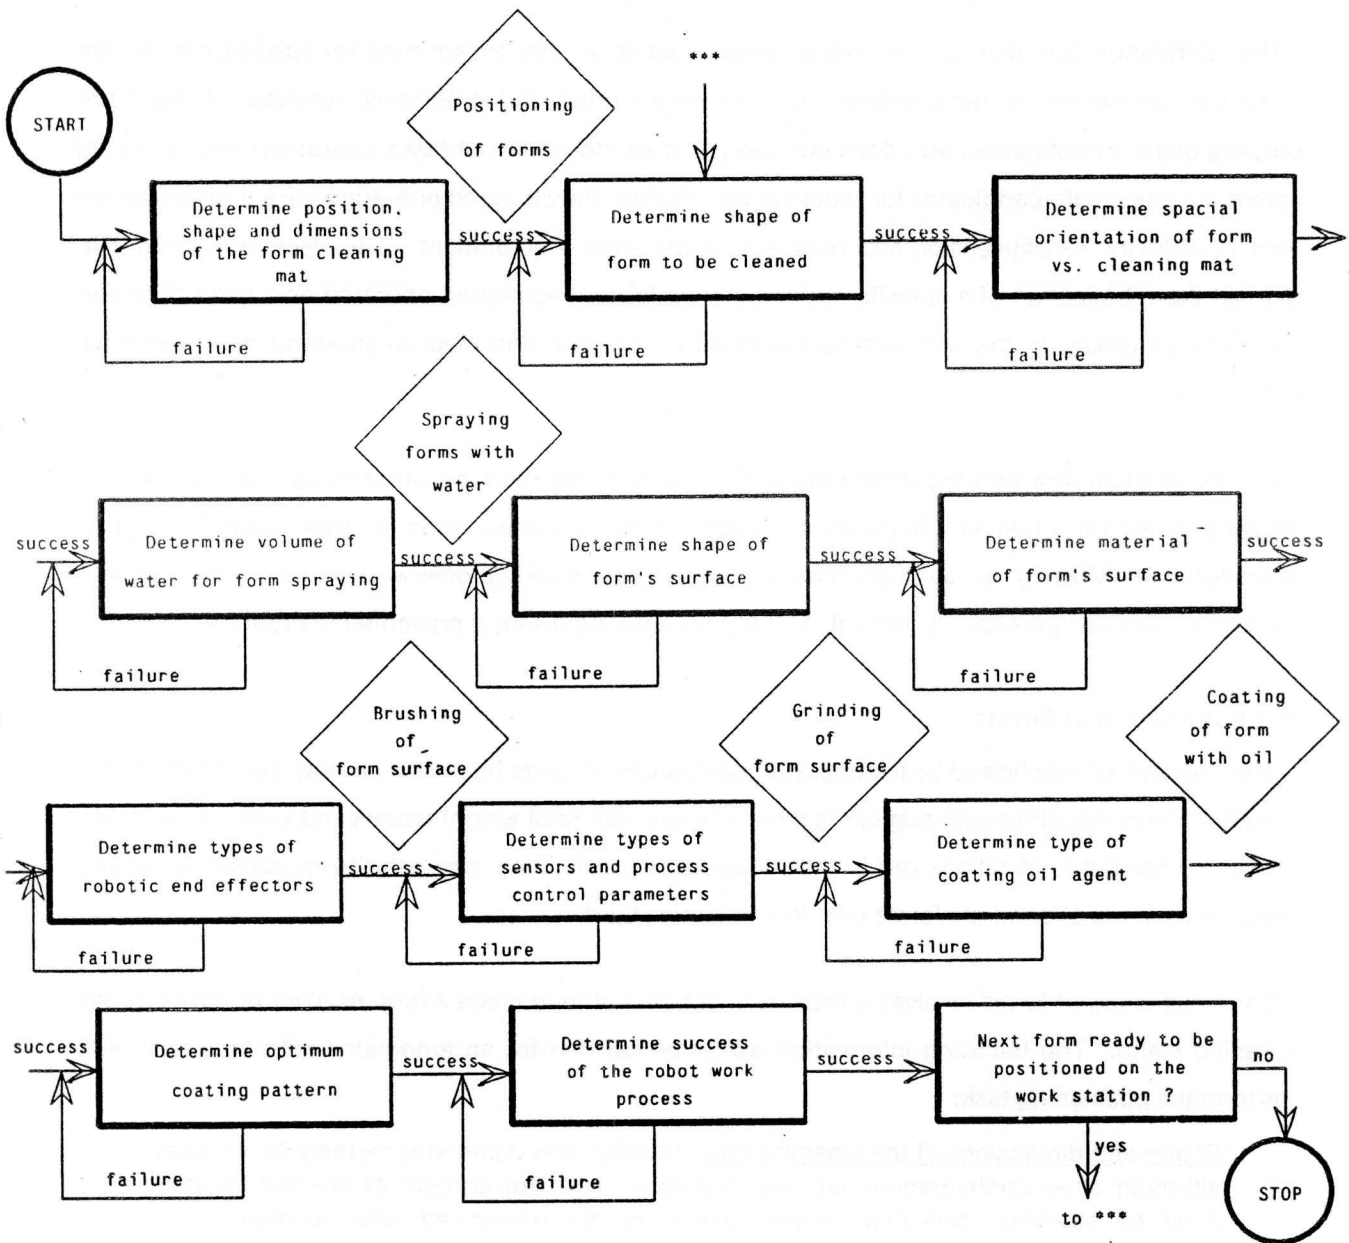 ***
Positioning
of forms
START
Determine position.
shape and dimensions
of the form cleaning
mat
success
Determine shape of
form to be cleaned
success
Determine spacial
orientation of form
vs. cleaning mat
failure
failure
failure
Spraying
forms with
water
success
Determine volume of
water for form spraying
success
Determine shape of
form's surface
success
Determine material
of form's surface
success
failure
failure
failure
Brushing
of
form surface
Grinding
of
form surface
Coating
of form
with oil
Determine types of
robotic end effectors
success
Determine types of
sensors and process
control parameters
success
Determine type of
coating oil agent
failure
failure
failure
success
Determine optimum
coating pattern
success
Determine success
of the robot work
process
success
Next form ready to be
positioned on the
work station ?
no
failure
failure
yes
to ***
STOP